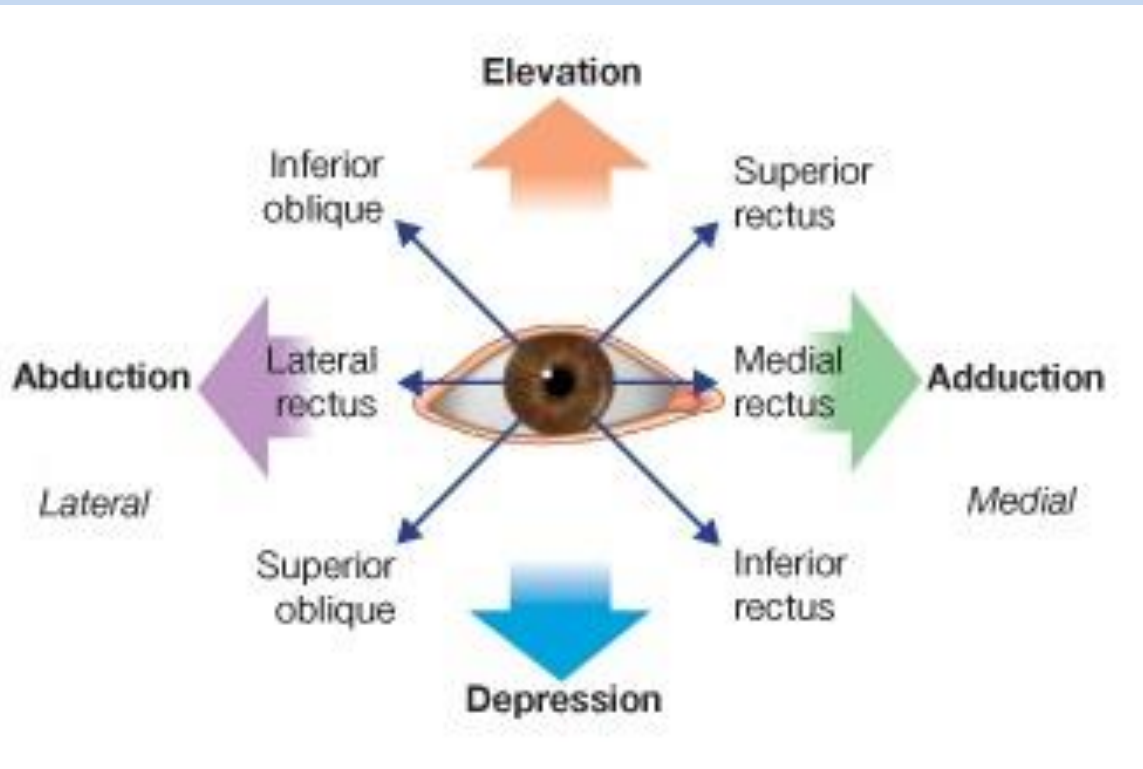 Elevation
Inferior
oblique
Superior
rectus
Abduction
Lateral
rectus
Medial
rectus
Adduction
Lateral
Medial
Superior
oblique
Inferior
rectus
Depression